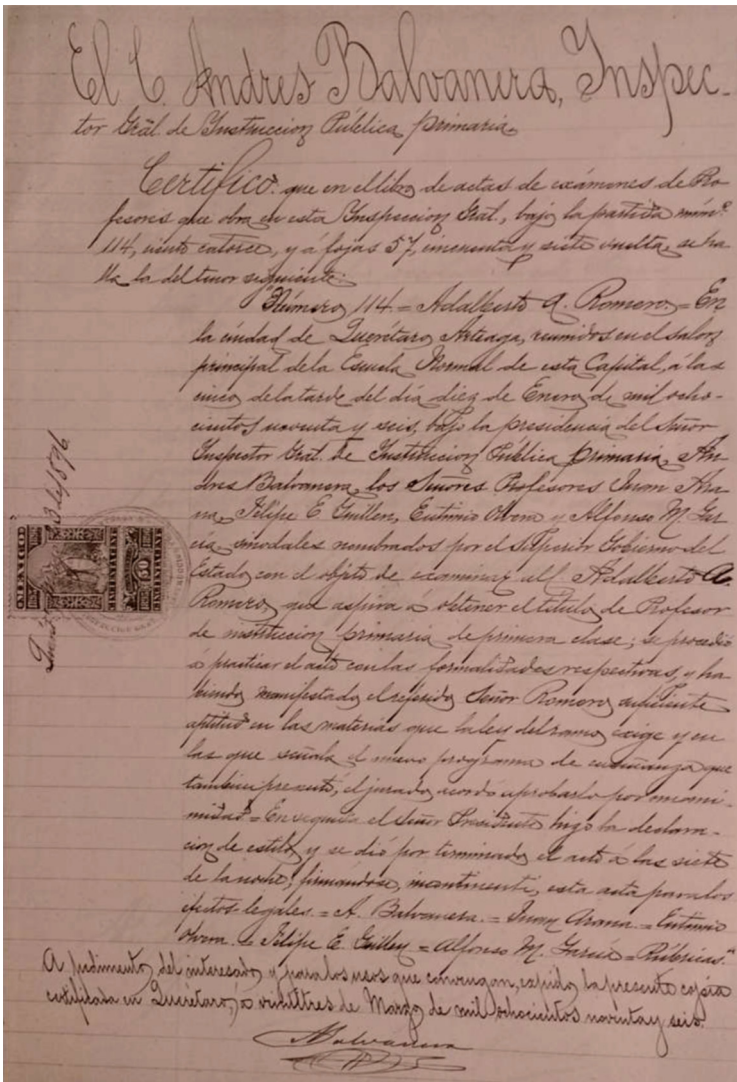 El C. Andres Balvanera, Inspec-
tor Gral. de Instruccion Pública primaria.
Certifico: que en el libro de actas de exámenes de Pro-
fesores que obra en esta Inspeccion Gral., bajo la partida núm.º
114, ciento catorce, y á fojas 57, cincuenta y siete vuelta, se ha-
lla la del tenor siguiente:
"Número 114. = Adalberto A. Romero. = En
la ciudad de Querétaro Arteaga, reunidos en el salon
principal de la Escuela Normal de esta Capital, á las
cinco de la tarde del dia diez de Enero de mil ocho-
cientos noventa y seis, bajo la presidencia del Señor
Inspector Gral. de Instruccion Pública primaria, An-
dres Balvanera, los Señores Profesores Juan Ara-
na, Felipe E. Guillen, Eutimio Olvera y Alfonso M. Gar-
cía, sinodales nombrados por el Superior Gobierno del
Estado con el objeto de examinar al C. Adalberto A.
Romero, que aspira á obtener el título de Profesor
de instruccion primaria de primera clase; se procedió
á practicar el acto con las formalidades respectivas, y ha-
biendo manifestado el referido Señor Romero suficiente
aptitud en las materias que la ley del ramo exige y en
las que señala el nuevo programa de enseñanza que
tambien presentó, el jurado acordó aprobarlo por unani-
midad. = En seguida el Señor Presidente hizo la declara-
cion de estilo, y se dió por terminado el acto á las siete
de la noche, firmándose, incontinenti, esta acta para los
efectos legales. = A. Balvanera. = Juan Arana. = Eutimio
Olvera. = Felipe E. Guillen = Alfonso M. García = Rúbricas."
A pedimento del interesado y para los usos que convengan, expido la presente copia
certificada en Querétaro, á veintitres de Marzo de mil ochocientos noventa y seis.
Balvanera
MEXICO
50
CINCUENTA CENT
de 1896